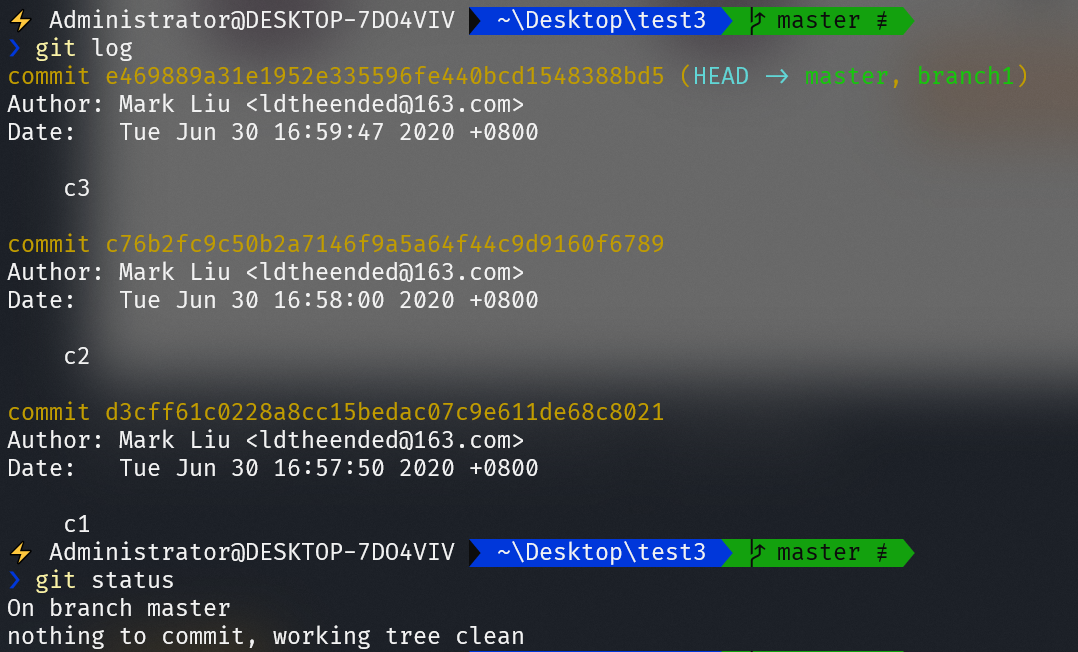 ⚡ Administrator@DESKTOP-7DO4VIV ~\Desktop\test3 master ≢
❯ git log
commit e469889a31e1952e335596fe440bcd1548388bd5 (HEAD → master, branch1)
Author: Mark Liu <ldtheended@163.com>
Date:   Tue Jun 30 16:59:47 2020 +0800
c3
commit c76b2fc9c50b2a7146f9a5a64f44c9d9160f6789
Author: Mark Liu <ldtheended@163.com>
Date:   Tue Jun 30 16:58:00 2020 +0800
c2
commit d3cff61c0228a8cc15bedac07c9e611de68c8021
Author: Mark Liu <ldtheended@163.com>
Date:   Tue Jun 30 16:57:50 2020 +0800
c1
⚡ Administrator@DESKTOP-7DO4VIV ~\Desktop\test3 master ≢
❯ git status
On branch master
nothing to commit, working tree clean